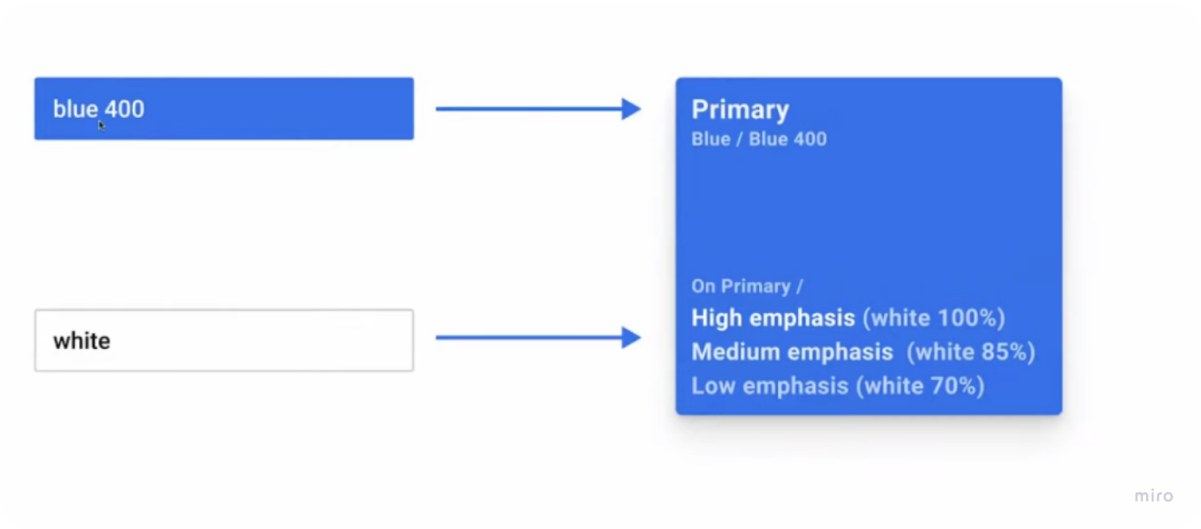 blue 400
Primary
Blue / Blue 400
On Primary /
High emphasis (white 100%)
white
Medium emphasis (white 85%)
Low emphasis (white 70%)
miro